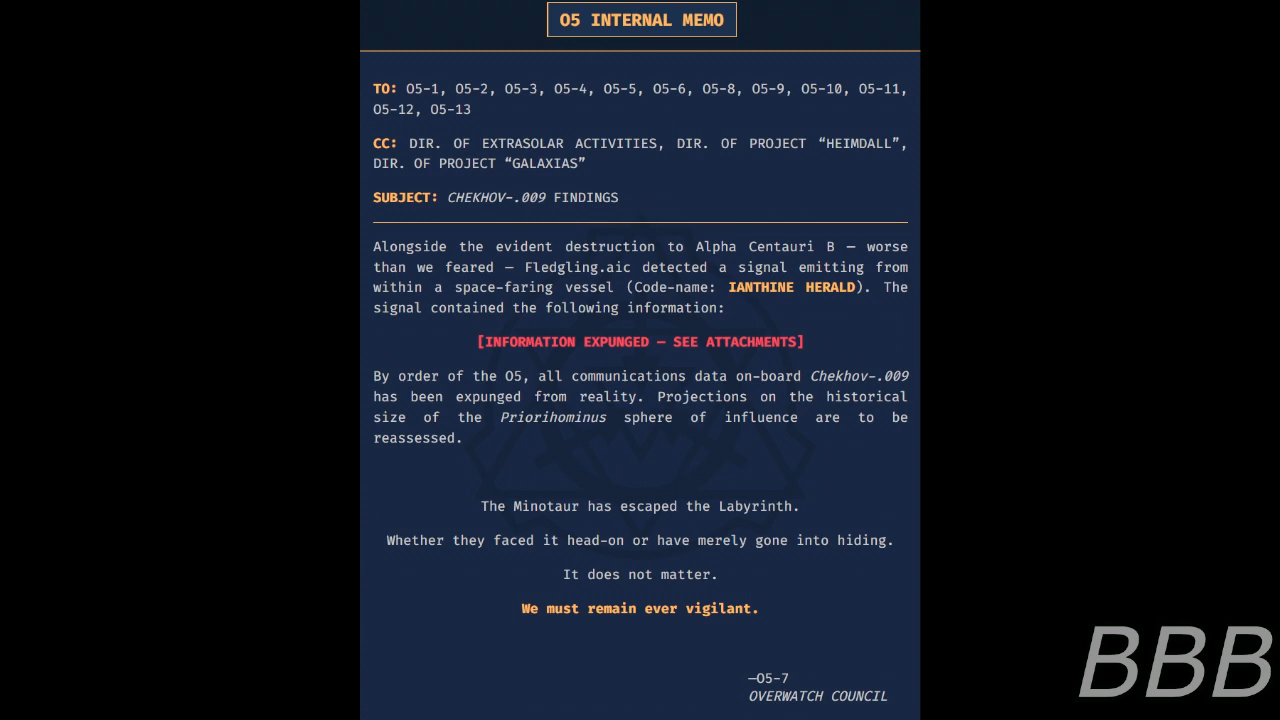 O5 INTERNAL MEMO
TO: O5-1, O5-2, O5-3, O5-4, O5-5, O5-6, O5-8, O5-9, O5-10, O5-11,
O5-12, O5-13
CC: DIR. OF EXTRASOLAR ACTIVITIES, DIR. OF PROJECT “HEIMDALL”,
DIR. OF PROJECT “GALAXIAS”
SUBJECT: CHEKHOV-.009 FINDINGS
Alongside the evident destruction to Alpha Centauri B — worse
than we feared — Fledgling.aic detected a signal emitting from
within a space-faring vessel (Code-name: IANTHINE HERALD). The
signal contained the following information:
[INFORMATION EXPUNGED — SEE ATTACHMENTS]
By order of the O5, all communications data on-board Chekhov-.009
has been expunged from reality. Projections on the historical
size of the Priorihominus sphere of influence are to be
reassessed.
The Minotaur has escaped the Labyrinth.
Whether they faced it head-on or have merely gone into hiding.
It does not matter.
We must remain ever vigilant.
—O5-7
OVERWATCH COUNCIL
BBB